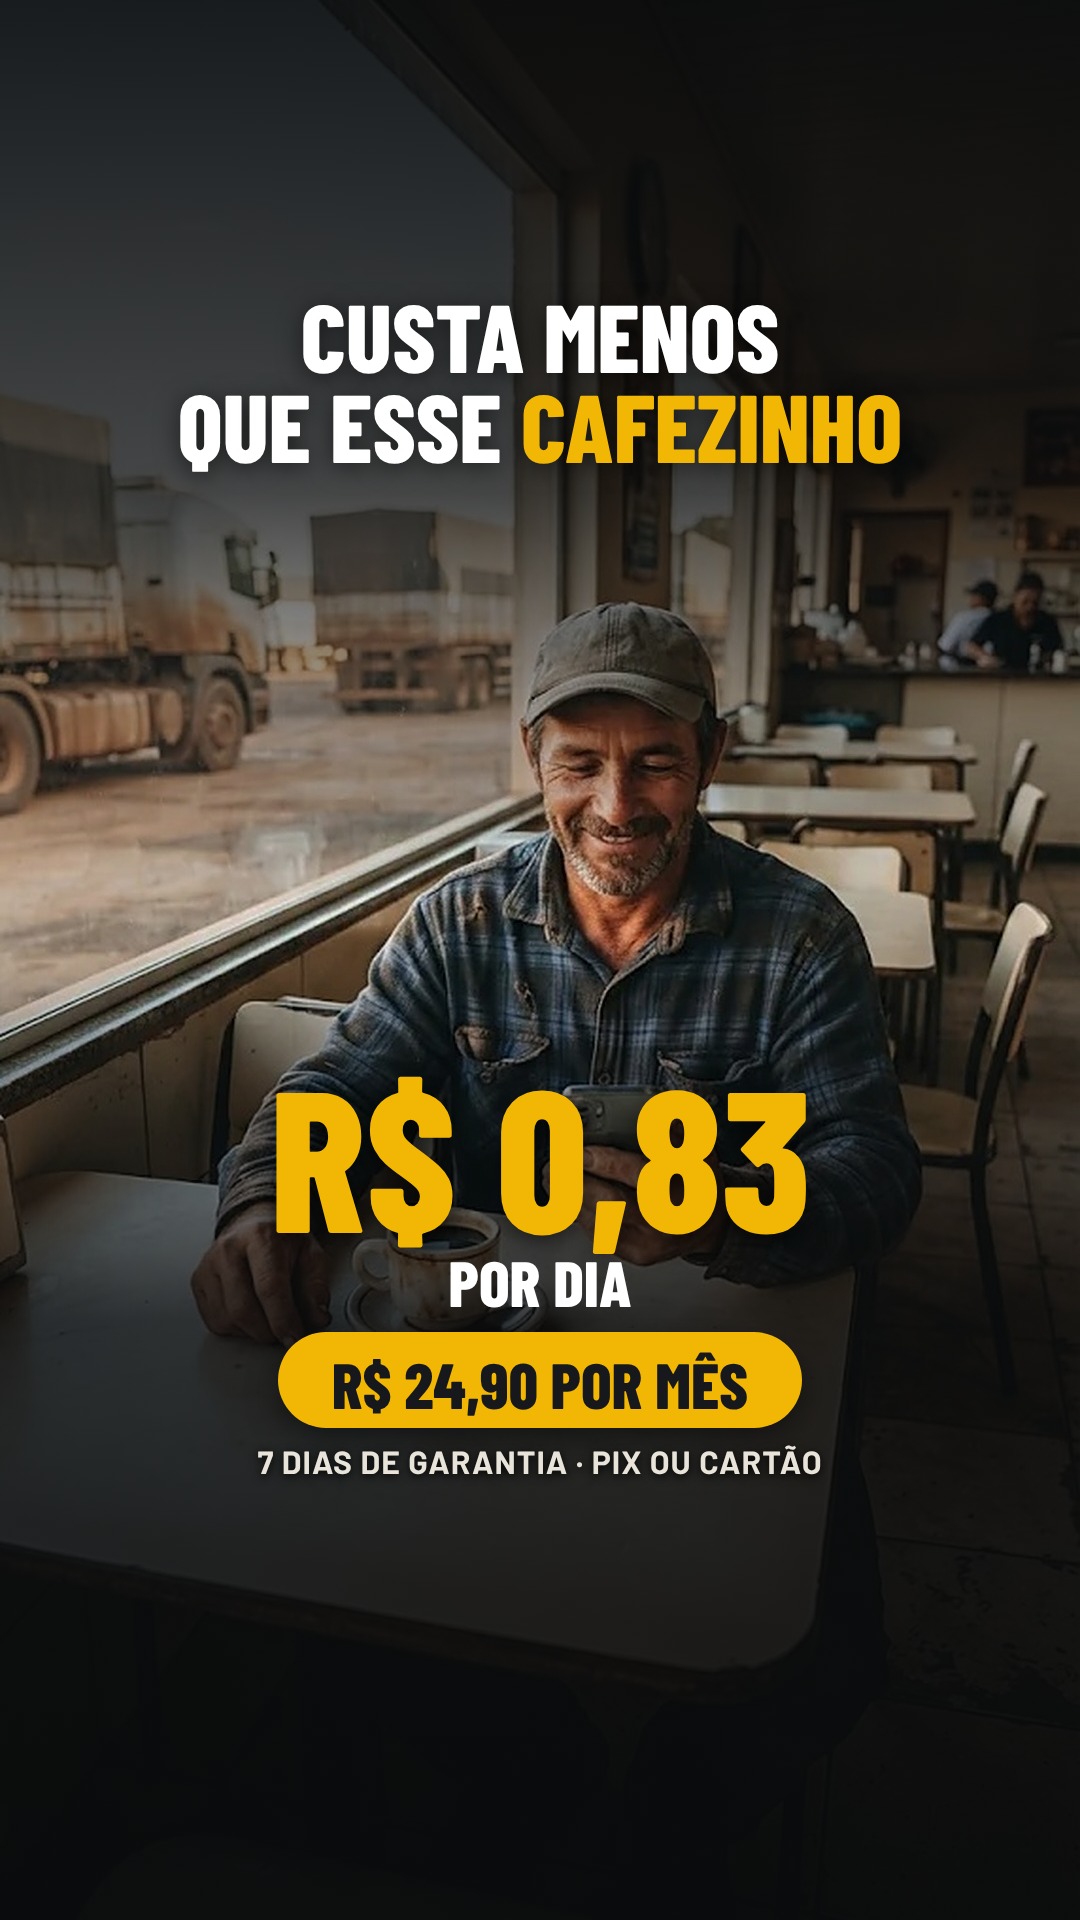 CUSTA MENOS
QUE ESSE CAFEZINHO
R$ 0,83
POR DIA
R$ 24,90 POR MÊS
7 DIAS DE GARANTIA · PIX OU CARTÃO